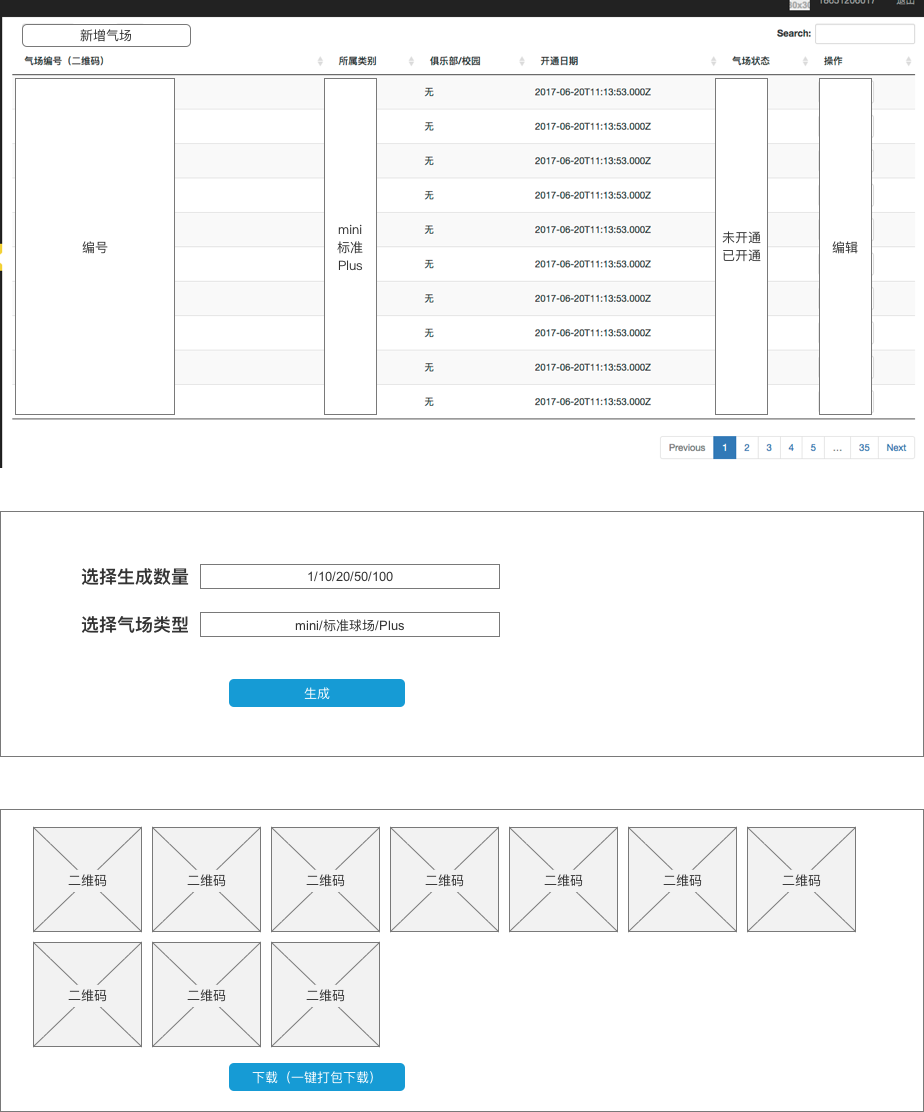 新增气场
Search:
气场编号（二维码） 所属类别 俱乐部/校园 开通日期 气场状态 操作
无 2017-06-20T11:13:53.000Z
无 2017-06-20T11:13:53.000Z
无 2017-06-20T11:13:53.000Z
无 2017-06-20T11:13:53.000Z
无 2017-06-20T11:13:53.000Z
无 2017-06-20T11:13:53.000Z
无 2017-06-20T11:13:53.000Z
无 2017-06-20T11:13:53.000Z
无 2017-06-20T11:13:53.000Z
无 2017-06-20T11:13:53.000Z
编号
mini
标准
Plus
未开通
已开通
编辑
Previous 1 2 3 4 5 … 35 Next
选择生成数量 1/10/20/50/100
选择气场类型 mini/标准球场/Plus
生成
二维码 二维码 二维码 二维码 二维码 二维码 二维码
二维码 二维码 二维码
下载（一键打包下载）